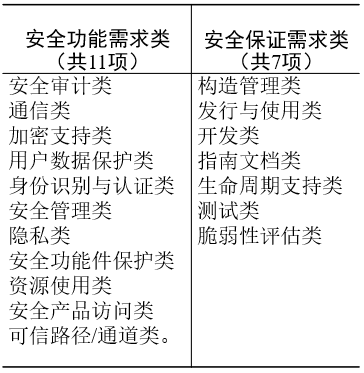 安全功能需求类
（共11项）
安全审计类
通信类
加密支持类
用户数据保护类
身份识别与认证类
安全管理类
隐私类
安全功能件保护类
资源使用类
安全产品访问类
可信路径/通道类。
安全保证需求类
（共7项）
构造管理类
发行与使用类
开发类
指南文档类
生命周期支持类
测试类
脆弱性评估类